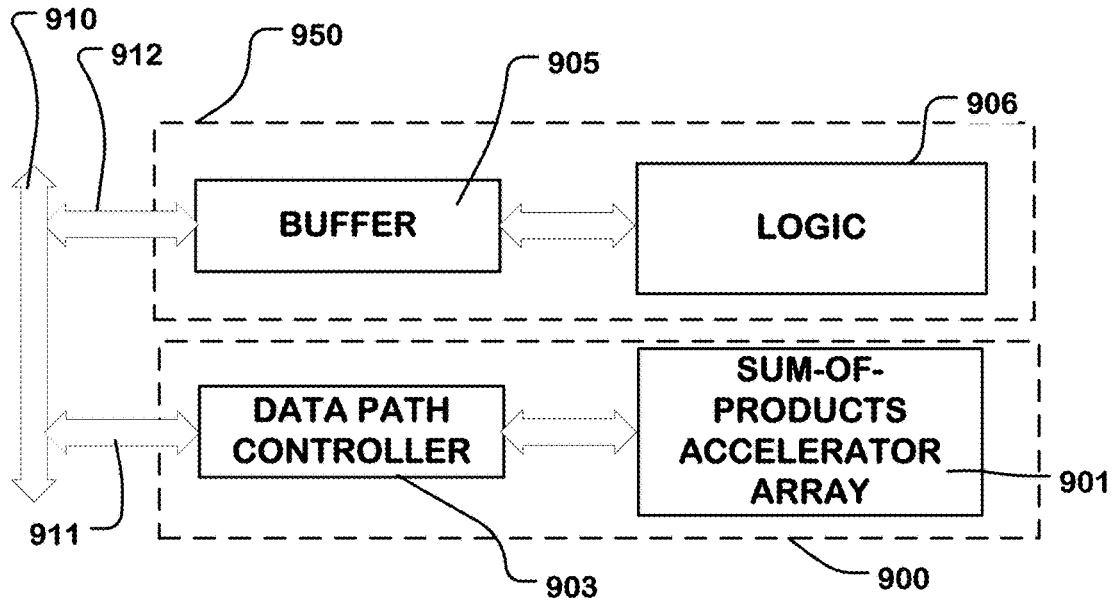 910
912
950
905
906
BUFFER
LOGIC
DATA PATH
CONTROLLER
SUM-OF-
PRODUCTS
ACCELERATOR
ARRAY
901
911
903
900